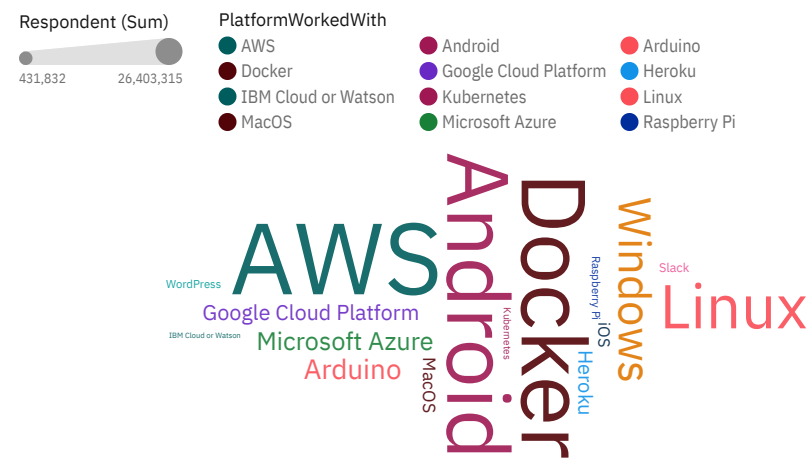 Respondent (Sum)
431,832 26,403,315
PlatformWorkedWith
AWS Android Arduino
Docker Google Cloud Platform Heroku
IBM Cloud or Watson Kubernetes Linux
MacOS Microsoft Azure Raspberry Pi
WordPress
AWS
Google Cloud Platform
IBM Cloud or Watson
Microsoft Azure
Arduino
MacOS
Android
Kubernetes
Docker
Heroku
Raspberry Pi
iOS
Windows
Slack
Linux